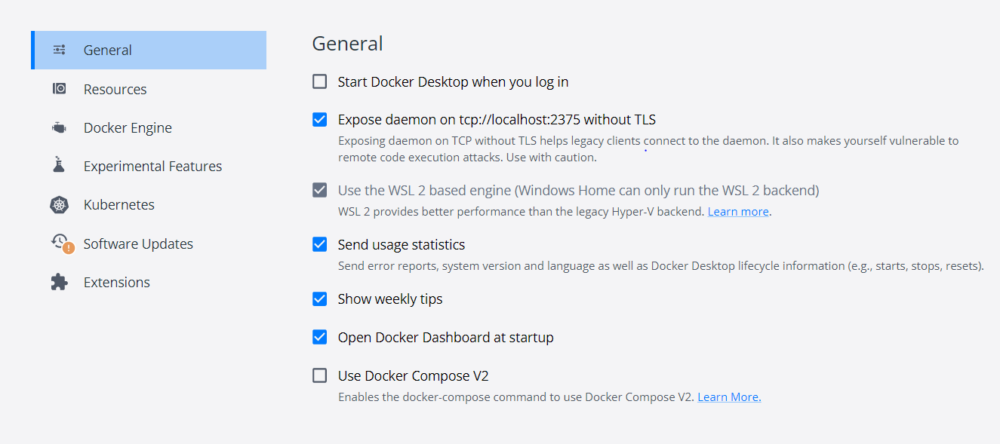 General
Resources
Docker Engine
Experimental Features
Kubernetes
Software Updates
Extensions
General
Start Docker Desktop when you log in
Expose daemon on tcp://localhost:2375 without TLS
Exposing daemon on TCP without TLS helps legacy clients connect to the daemon. It also makes yourself vulnerable to
remote code execution attacks. Use with caution.
Use the WSL 2 based engine (Windows Home can only run the WSL 2 backend)
WSL 2 provides better performance than the legacy Hyper-V backend. Learn more.
Send usage statistics
Send error reports, system version and language as well as Docker Desktop lifecycle information (e.g., starts, stops, resets).
Show weekly tips
Open Docker Dashboard at startup
Use Docker Compose V2
Enables the docker-compose command to use Docker Compose V2. Learn More.